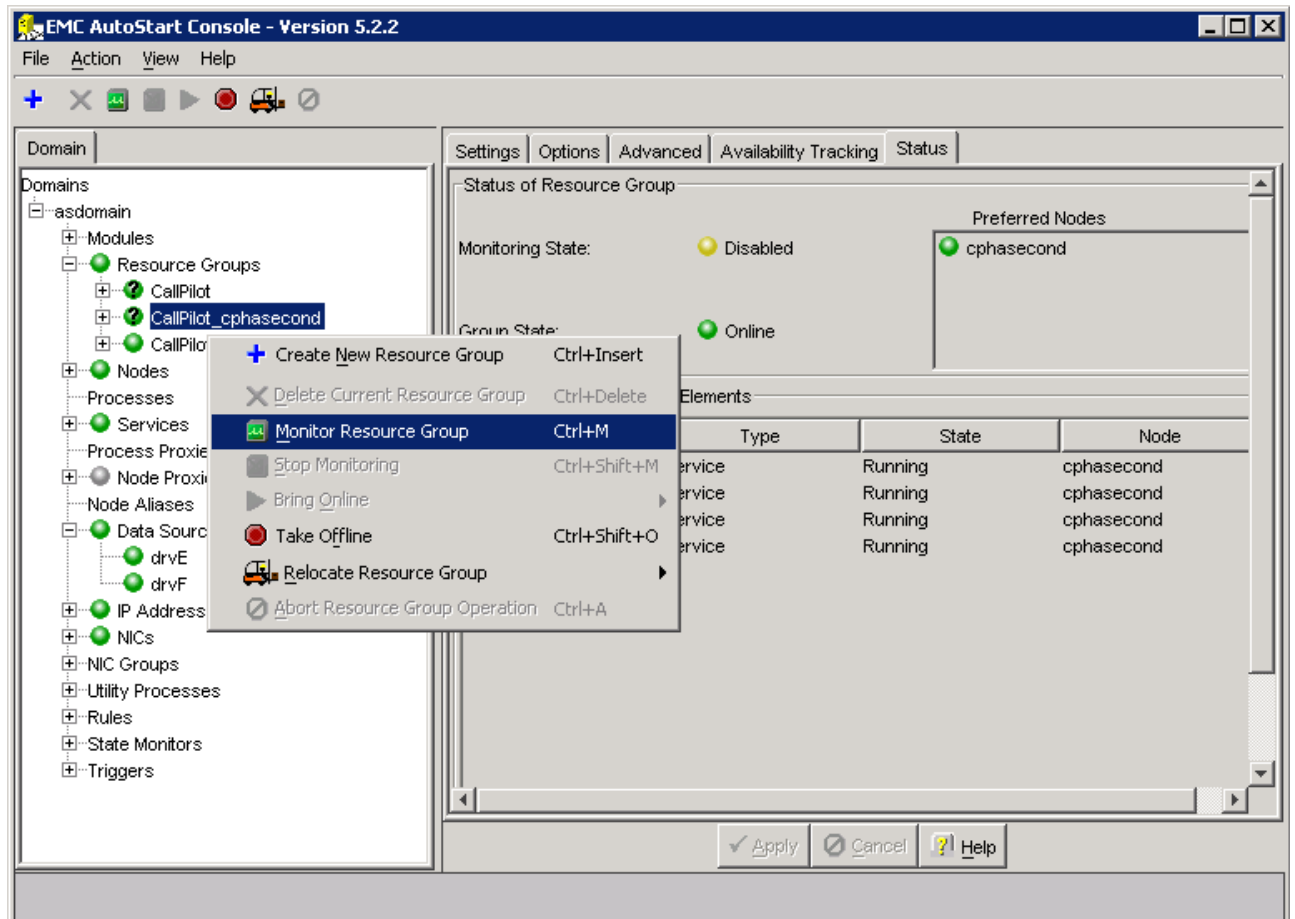 EMC AutoStart Console - Version 5.2.2
File Action View Help
Domain
Settings Options Advanced Availability Tracking Status
Domains
asdomain
Modules
Resource Groups
CallPilot
CallPilot_cphasecond
CallPilo
Nodes
Processes
Services
Process Proxie
Node Proxi
Node Aliases
Data Sourc
drvE
drvF
IP Address
NICs
NIC Groups
Utility Processes
Rules
State Monitors
Triggers
Create New Resource Group Ctrl+Insert
Delete Current Resource Group Ctrl+Delete
Monitor Resource Group Ctrl+M
Stop Monitoring Ctrl+Shift+M
Bring Online
Take Offline Ctrl+Shift+O
Relocate Resource Group
Abort Resource Group Operation Ctrl+A
Status of Resource Group
Preferred Nodes
Monitoring State: Disabled
cphasecond
Group State: Online
Elements
Type State Node
ervice Running cphasecond
ervice Running cphasecond
ervice Running cphasecond
ervice Running cphasecond
Apply Cancel Help